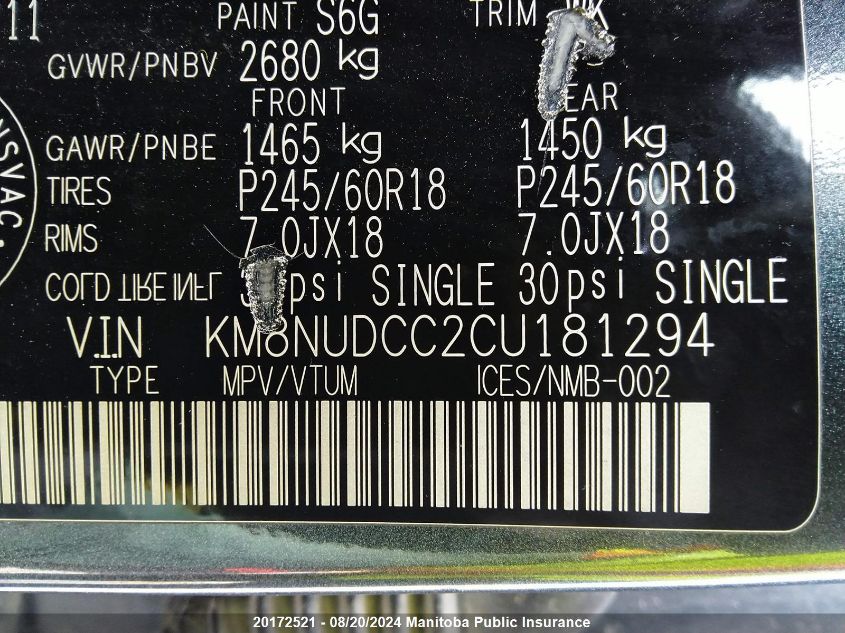 11 PAINT S6G TRIM WK
GVWR/PNBV 2680 kg
FRONT
GAWR/PNBE 1465 kg 1450 kg
TIRES P245/60R18 P245/60R18
RIMS 7.0JX18 7.0JX18
COLD TIRE INFL psi SINGLE 30psi SINGLE
V.I.N KM8NUDCC2CU181294
TYPE MPV/VTUM ICES/NMB-002
NSVAC.
20172521 - 08/20/2024 Manitoba Public Insurance